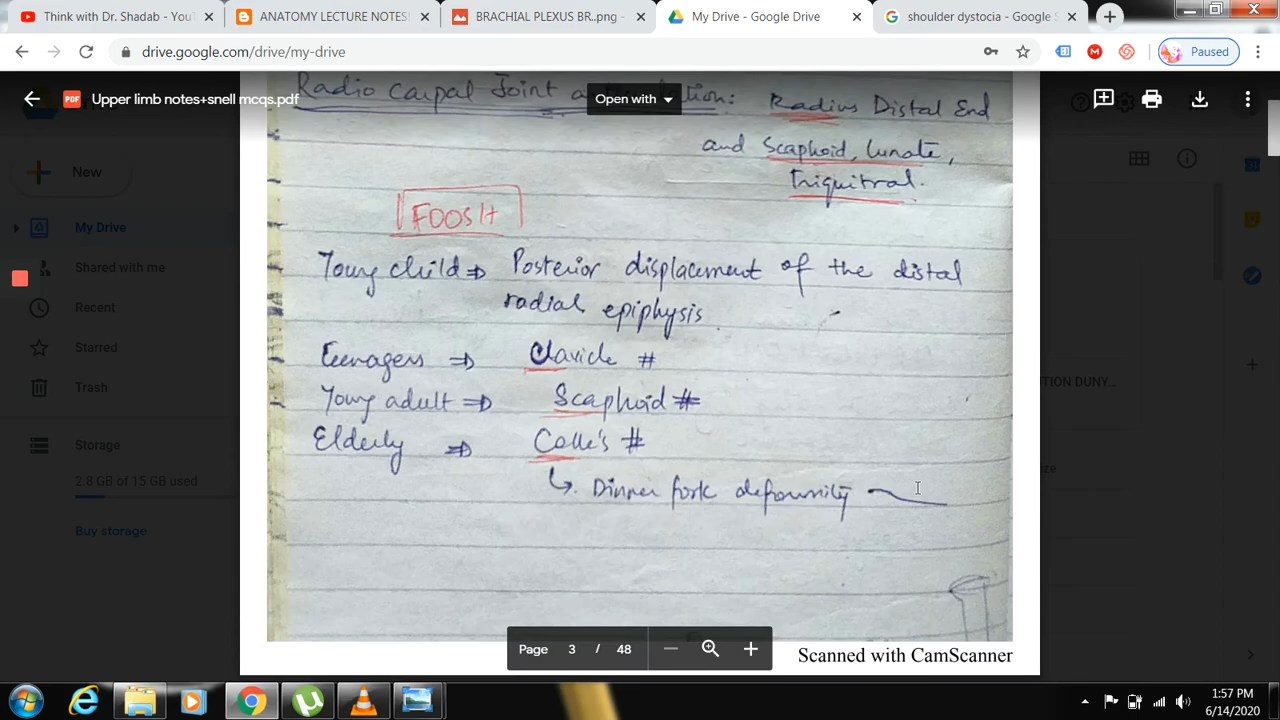 Think with Dr. Shadab - Yo
ANATOMY LECTURE NOTES!
BRACHIAL PLEXUS BR..png -
My Drive - Google Drive
shoulder dystocia - Google S
drive.google.com/drive/my-drive
Paused
Upper limb notes+snell mcqs.pdf
Open with
New
My Drive
Shared with me
Recent
Starred
Trash
Storage
2.8 GB of 15 GB used
Buy storage
Radio Carpal Joint
Radius Distal End
and Scaphoid, lunate,
triquitral.
FOOSH
Young child ⇒ Posterior displacement of the distal
radial epiphysis
Teenagers ⇒ Clavicle #
Young adult ⇒ Scaphoid #
Elderly ⇒ Colle's #
↳ Dinner fork deformity
Page 3 / 48
Scanned with CamScanner
1:57 PM
6/14/2020